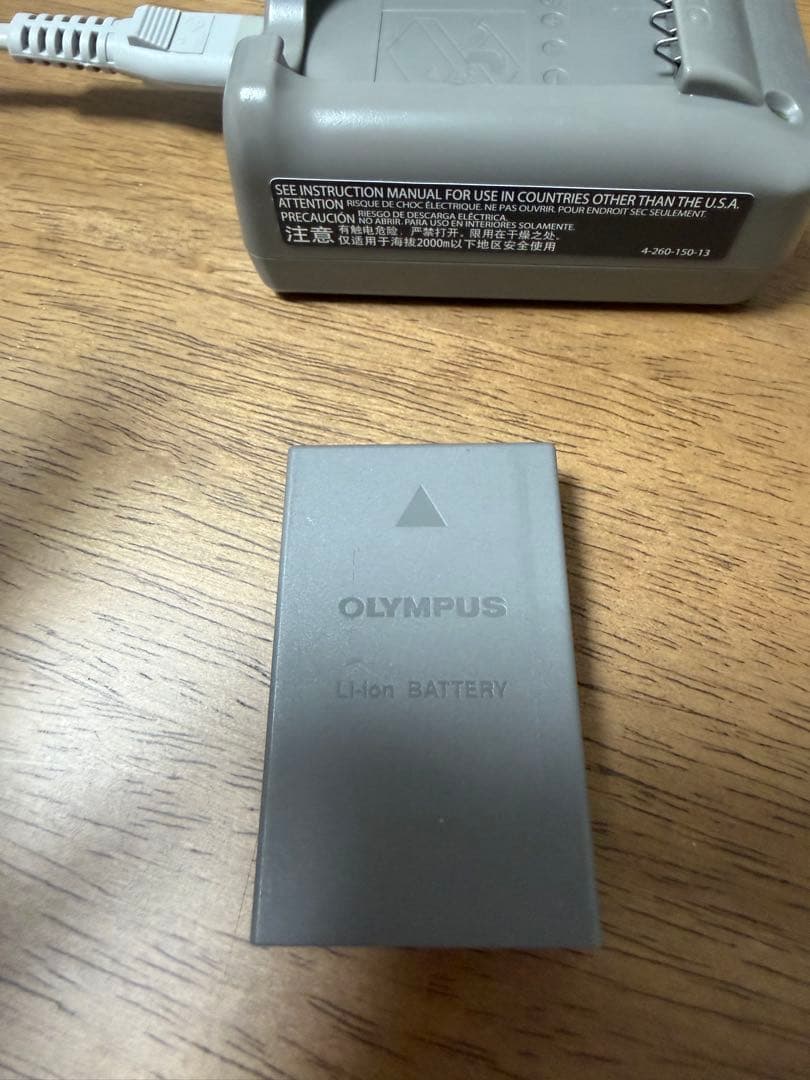 SEE INSTRUCTION MANUAL FOR USE IN COUNTRIES OTHER THAN THE U.S.A.
ATTENTION RISQUE DE CHOC ÉLECTRIQUE. NE PAS OUVRIR. POUR ENDROIT SEC SEULEMENT.
PRECAUCIÓN RIESGO DE DESCARGA ELÉCTRICA.
NO ABRIR. PARA USO EN INTERIORES SOLAMENTE.
注意 有触电危险，严禁打开。限用在干燥之处。
仅适用于海拔2000m以下地区安全使用
4-260-150-13
OLYMPUS
Li-ion BATTERY